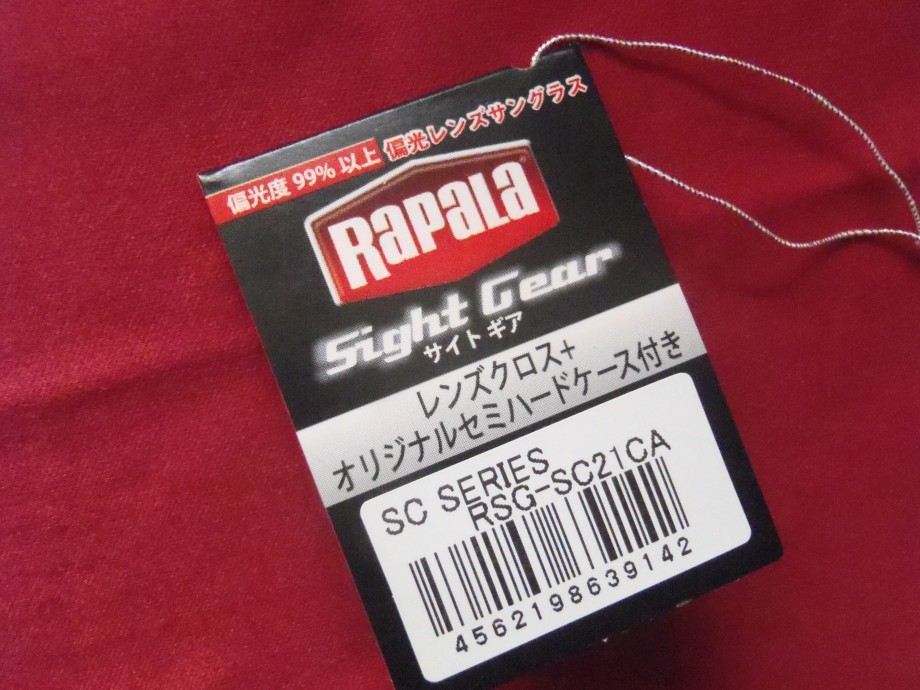 偏光度 99% 以上 偏光レンズサングラス
RAPALA
Sight Gear
サイト ギア
レンズクロス+
オリジナルセミハードケース付き
SC SERIES
RSG-SC21CA
4562198639142